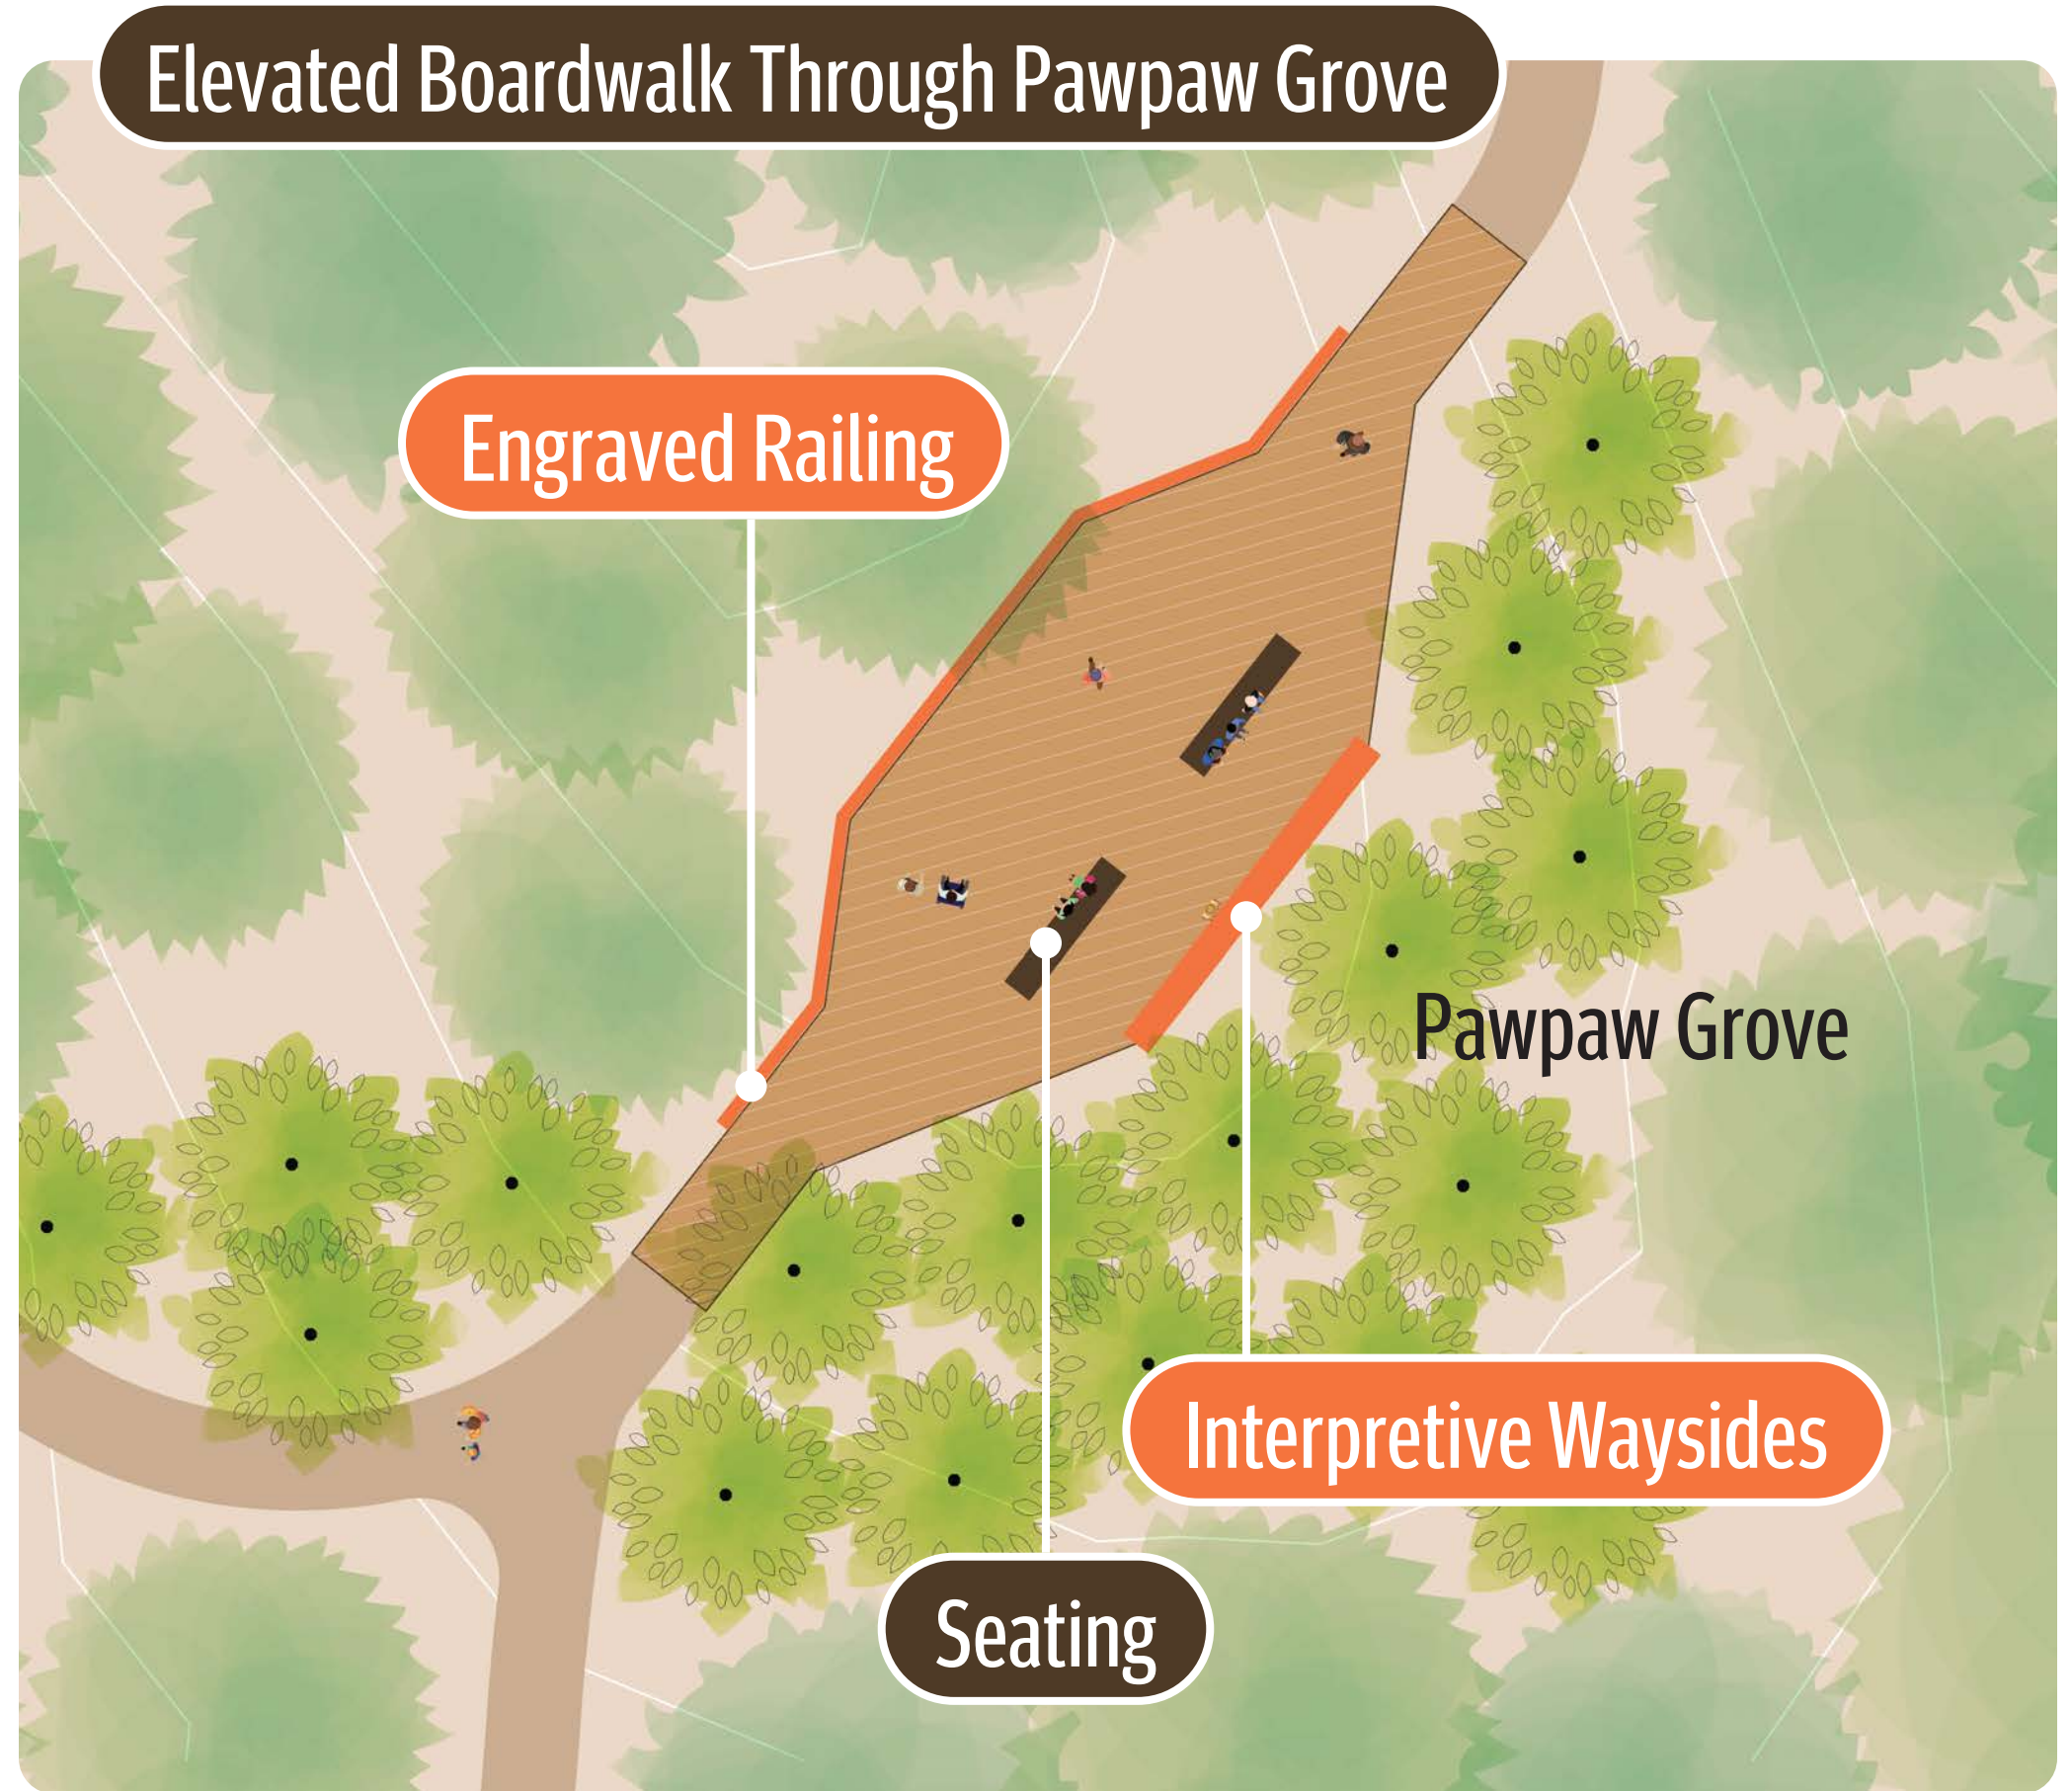 Elevated Boardwalk Through Pawpaw Grove
Engraved Railing
Pawpaw Grove
Interpretive Waysides
Seating